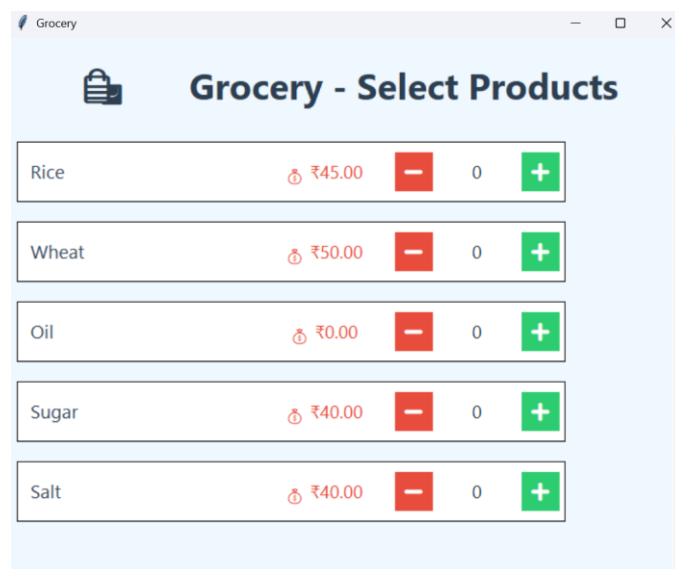 Grocery
Grocery - Select Products
Rice ₹45.00 0
Wheat ₹50.00 0
Oil ₹0.00 0
Sugar ₹40.00 0
Salt ₹40.00 0